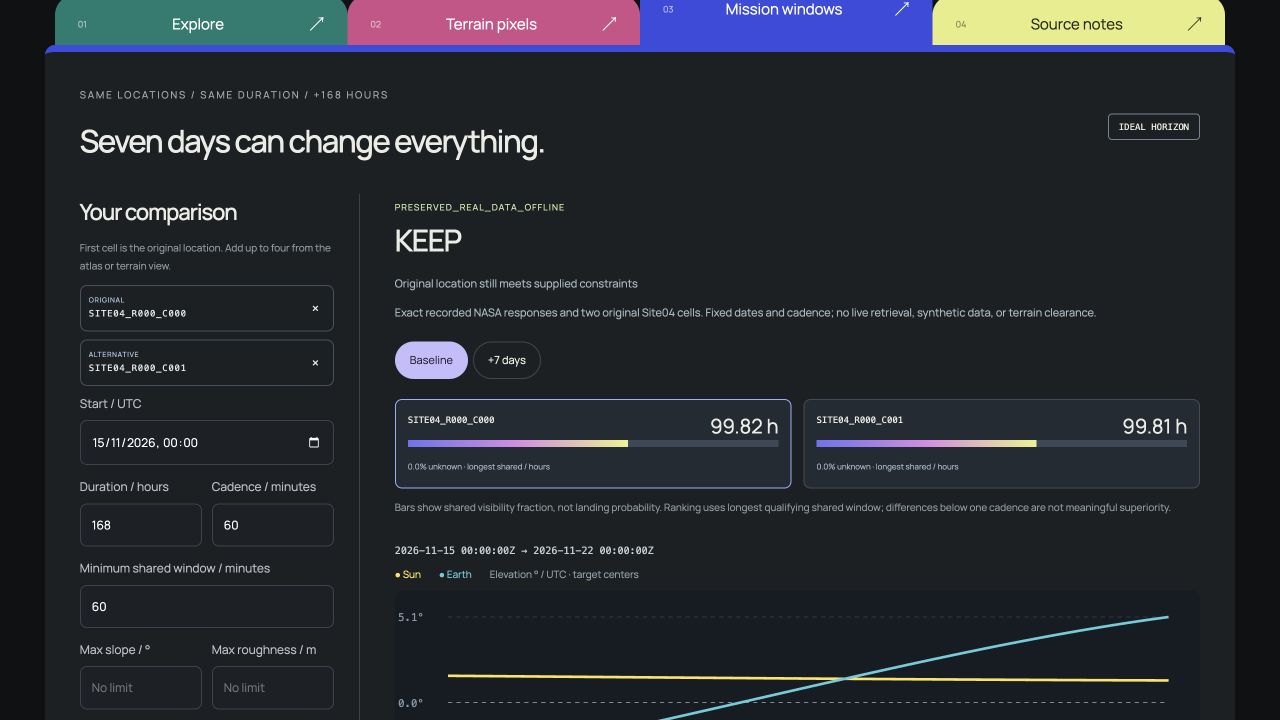 01 Explore
02 Terrain pixels
03 Mission windows
04 Source notes
SAME LOCATIONS / SAME DURATION / +168 HOURS
Seven days can change everything.
IDEAL HORIZON
Your comparison
First cell is the original location. Add up to four from the
atlas or terrain view.
ORIGINAL
SITE04_R000_C000
×
ALTERNATIVE
SITE04_R000_C001
×
Start / UTC
15/11/2026, 00:00
Duration / hours
168
Cadence / minutes
60
Minimum shared window / minutes
60
Max slope / °
No limit
Max roughness / m
No limit
PRESERVED_REAL_DATA_OFFLINE
KEEP
Original location still meets supplied constraints
Exact recorded NASA responses and two original Site04 cells. Fixed dates and cadence; no live retrieval, synthetic data, or terrain clearance.
Baseline
+7 days
SITE04_R000_C000
99.82 h
0.0% unknown · longest shared / hours
SITE04_R000_C001
99.81 h
0.0% unknown · longest shared / hours
Bars show shared visibility fraction, not landing probability. Ranking uses longest qualifying shared window; differences below one cadence are not meaningful superiority.
2026-11-15 00:00:00Z → 2026-11-22 00:00:00Z
● Sun ● Earth Elevation ° / UTC · target centers
5.1°
0.0°